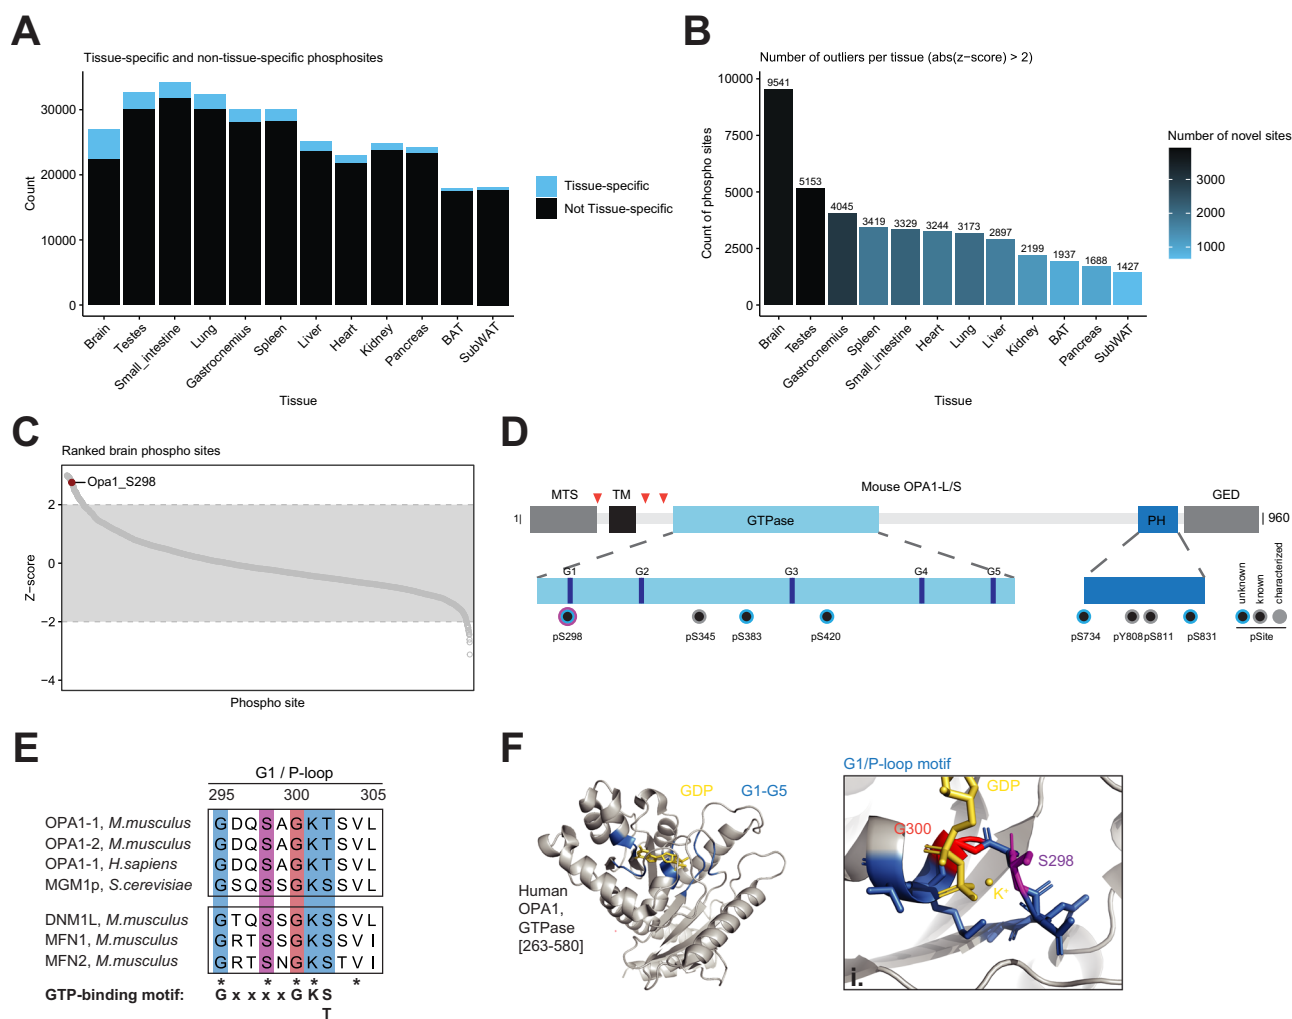 A
Tissue-specific and non-tissue-specific phosphosites
Count
30000
20000
10000
0
Brain
Testes
Small_intestine
Lung
Gastrocnemius
Spleen
Liver
Heart
Kidney
Pancreas
BAT
SubWAT
Tissue
Tissue-specific
Not Tissue-specific
B
Number of outliers per tissue (abs(z−score) > 2)
Count of phospho sites
10000
7500
5000
2500
0
9541
5153
4045
3419
3329
3244
3173
2897
2199
1937
1688
1427
Brain
Testes
Gastrocnemius
Spleen
Small_intestine
Heart
Lung
Liver
Kidney
BAT
Pancreas
SubWAT
Tissue
Number of novel sites
3000
2000
1000
C
Ranked brain phospho sites
Opa1_S298
Z−score
2
0
−2
−4
Phospho site
D
Mouse OPA1-L/S
MTS
TM
GED
1|
GTPase
PH
| 960
G1
G2
G3
G4
G5
pS298
pS345
pS383
pS420
pS734
pY808
pS811
pS831
unknown
known
characterized
pSite
E
G1 / P-loop
295 300 305
OPA1-1, M.musculus G D Q S A G K T S V L
OPA1-2, M.musculus G D Q S A G K T S V L
OPA1-1, H.sapiens G D Q S A G K T S V L
MGM1p, S.cerevisiae G S Q S S G K S S V L
DNM1L, M.musculus G T Q S S G K S S V L
MFN1, M.musculus G R T S S G K S S V I
MFN2, M.musculus G R T S N G K S T V I
* * * * *
GTP-binding motif: G x x x x G K S
T
F
GDP
G1-G5
Human
OPA1,
GTPase
[263-580]
G1/P-loop motif
GDP
G300
S298
K+
i.